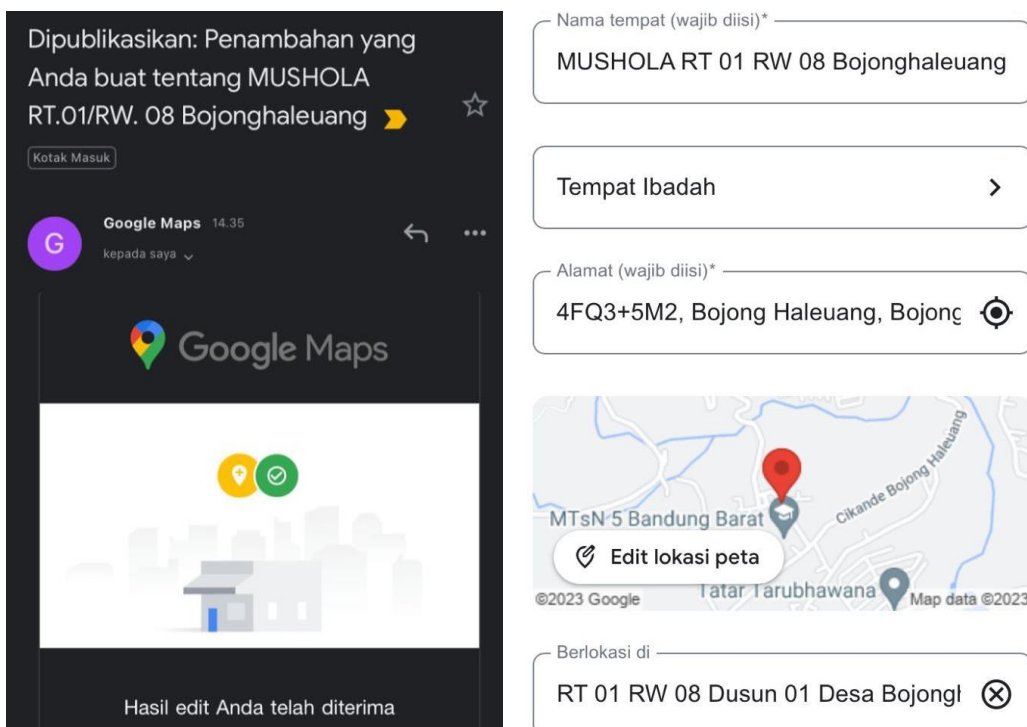 Dipublikasikan: Penambahan yang
Anda buat tentang MUSHOLA
RT.01/RW. 08 Bojonghaleuang
Kotak Masuk
G
Google Maps 14.35
kepada saya
Google Maps
Hasil edit Anda telah diterima
Nama tempat (wajib diisi)*
MUSHOLA RT 01 RW 08 Bojonghaleuang
Tempat Ibadah
Alamat (wajib diisi)*
4FQ3+5M2, Bojong Haleuang, Bojong
Cikande Bojong Haleuang
MTsN 5 Bandung Barat
Edit lokasi peta
Tatar Tarubhawana
©2023 Google
Map data ©2023
Berlokasi di
RT 01 RW 08 Dusun 01 Desa Bojongh